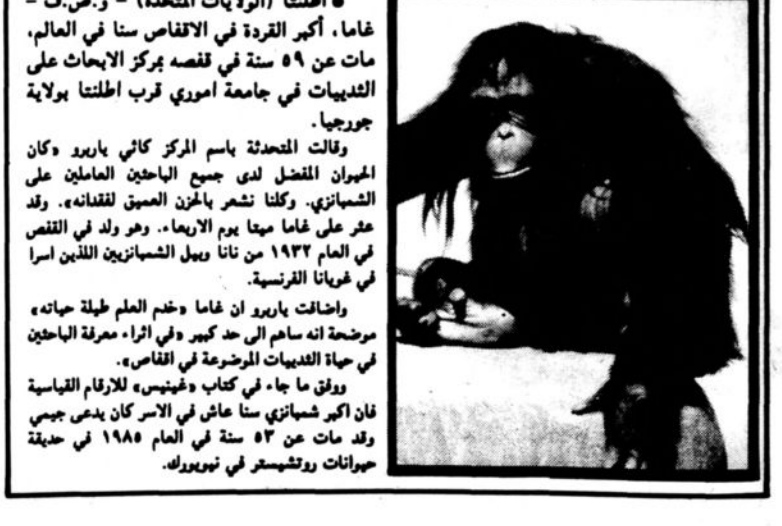 ● اطلنتا (الولايات المتحدة) - و.ص.ف -
غاما، أكبر القردة في الاقفاص سنا في العالم،
مات عن ٥٩ سنة في قفصه بمركز الابحاث على
الثدييات في جامعة اموري قرب اطلنتا بولاية
جورجيا.
وقالت المتحدثة باسم المركز كاثي ياربرو «كان
الحيوان المفضل لدى جميع الباحثين العاملين على
الشمبانزي. وكلنا نشعر بالحزن العميق لفقدانه». وقد
عثر على غاما ميتا يوم الاربعاء. وهو ولد في القفص
في العام ١٩٣٢ من نانا وبيل الشمبانزيين اللذين اسرا
في غويانا الفرنسية.
واضافت ياربرو ان غاما «خدم العلم طيلة حياته»
موضحة انه ساهم الى حد كبير «في اثراء معرفة الباحثين
في حياة الثدييات الموضوعة في اقفاص».
ووفق ما جاء في كتاب «غينيس» للارقام القياسية
فان اكبر شمبانزي سنا عاش في الاسر كان يدعى جيمي
وقد مات عن ٥٣ سنة في العام ١٩٨٥ في حديقة
حيوانات روتشيستر في نيويورك.